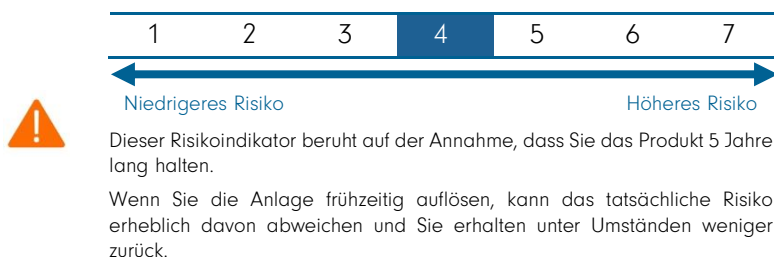 1 2 3 4 5 6 7
Niedrigeres Risiko Höheres Risiko
Dieser Risikoindikator beruht auf der Annahme, dass Sie das Produkt 5 Jahre
lang halten.
Wenn Sie die Anlage frühzeitig auflösen, kann das tatsächliche Risiko
erheblich davon abweichen und Sie erhalten unter Umständen weniger
zurück.